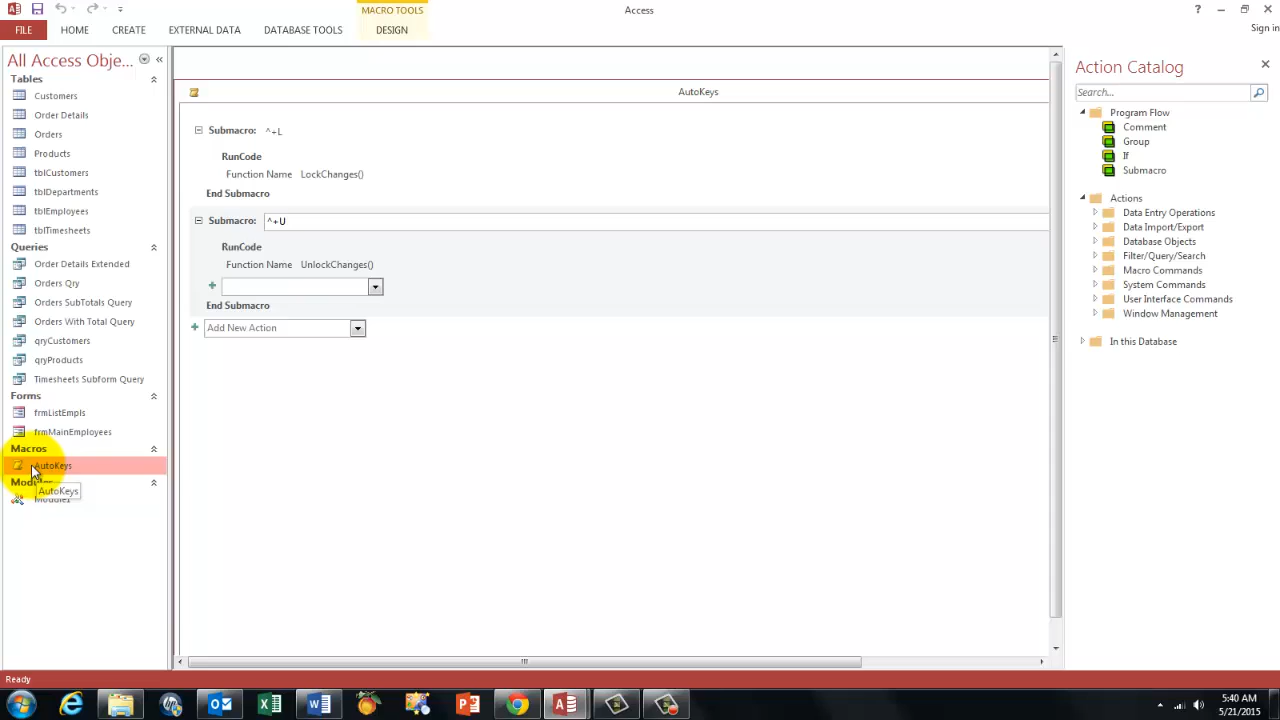 MACRO TOOLS
Access
?
FILE
HOME
CREATE
EXTERNAL DATA
DATABASE TOOLS
DESIGN
Sign in
All Access Obje...
Tables
Customers
Order Details
Orders
Products
tblCustomers
tblDepartments
tblEmployees
tblTimesheets
Queries
Order Details Extended
Orders Qry
Orders SubTotals Query
Orders With Total Query
qryCustomers
qryProducts
Timesheets Subform Query
Forms
frmListEmpls
frmMainEmployees
Macros
AutoKeys
AutoKeys
Module1
AutoKeys
Submacro: ^+L
RunCode
Function Name LockChanges()
End Submacro
Submacro: ^+U
RunCode
Function Name UnlockChanges()
End Submacro
Add New Action
Action Catalog
Search...
Program Flow
Comment
Group
If
Submacro
Actions
Data Entry Operations
Data Import/Export
Database Objects
Filter/Query/Search
Macro Commands
System Commands
User Interface Commands
Window Management
In this Database
Ready
5:40 AM
5/21/2015